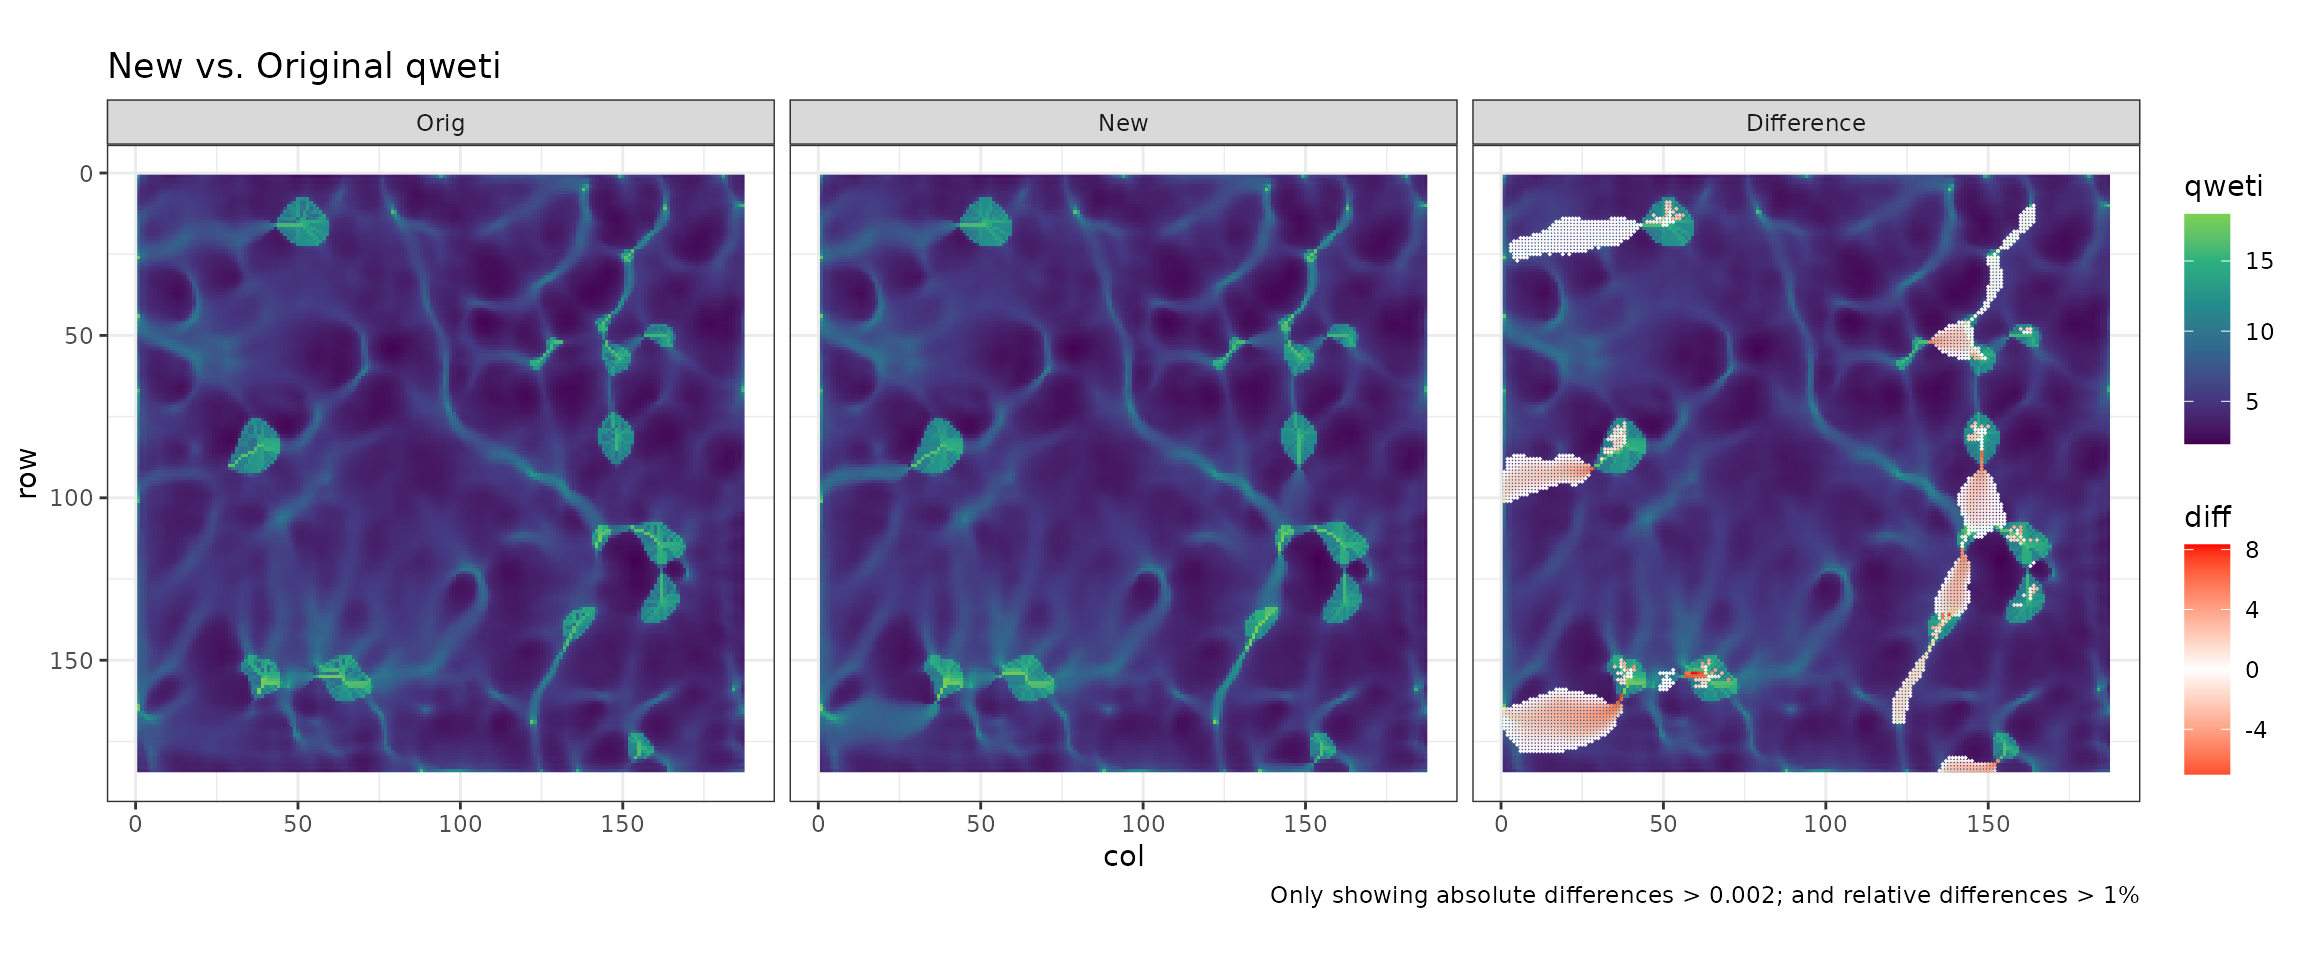 New vs. Original qweti
Orig
New
Difference
row
0
50
100
150
0
50
100
150
0
50
100
150
0
50
100
150
col
qweti
15
10
5
diff
8
4
0
-4
Only showing absolute differences > 0.002; and relative differences > 1%